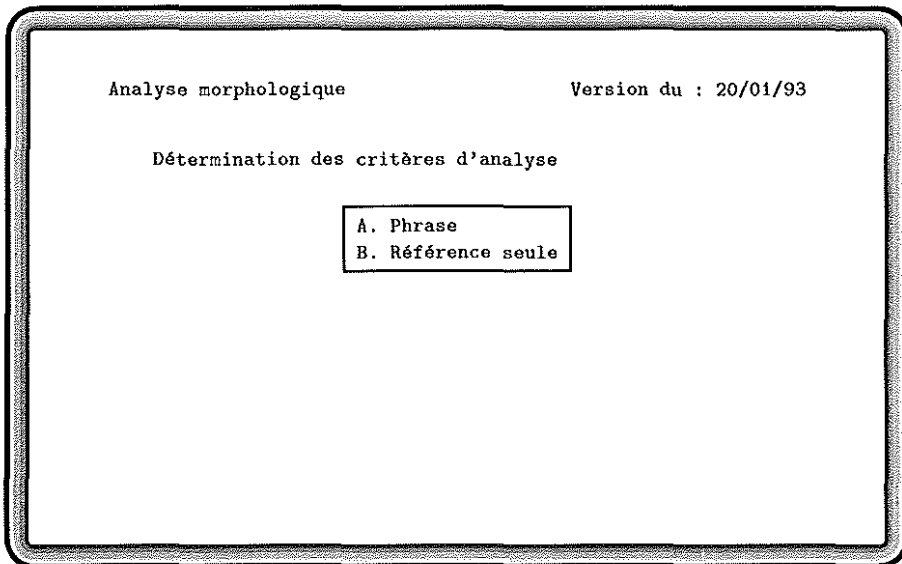 Analyse morphologique Version du : 20/01/93
Détermination des critères d'analyse
A. Phrase
B. Référence seule